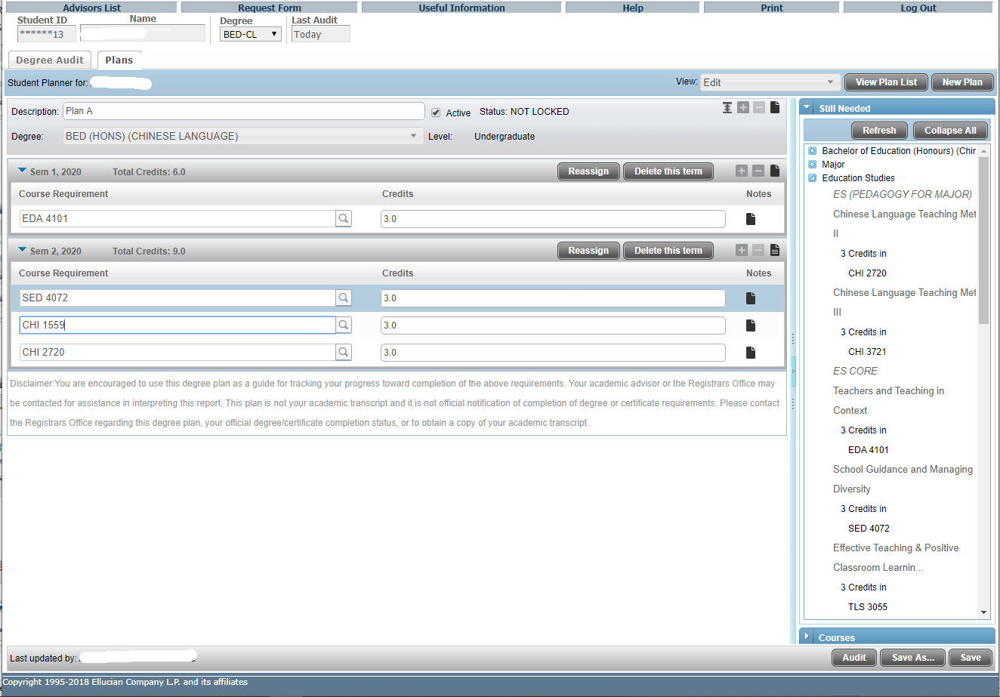 Advisors List Request Form Useful Information Help Print Log Out
Student ID Name Degree Last Audit
******13 BED-CL Today
Degree Audit Plans
Student Planner for: View: Edit View Plan List New Plan
Description: Plan A Active Status: NOT LOCKED
Degree: BED (HONS) (CHINESE LANGUAGE) Level: Undergraduate
Sem 1, 2020 Total Credits: 6.0 Reassign Delete this term
Course Requirement Credits Notes
EDA 4101 3.0
Sem 2, 2020 Total Credits: 9.0 Reassign Delete this term
Course Requirement Credits Notes
SED 4072 3.0
CHI 1559 3.0
CHI 2720 3.0
Disclaimer:You are encouraged to use this degree plan as a guide for tracking your progress toward completion of the above requirements. Your academic advisor or the Registrars Office may
be contacted for assistance in interpreting this report. This plan is not your academic transcript and it is not official notification of completion of degree or certificate requirements. Please contact
the Registrars Office regarding this degree plan, your official degree/certificate completion status, or to obtain a copy of your academic transcript.
Still Needed
Refresh Collapse All
Bachelor of Education (Honours) (Chir
Major
Education Studies
ES (PEDAGOGY FOR MAJOR)
Chinese Language Teaching Met
II
3 Credits in
CHI 2720
Chinese Language Teaching Met
III
3 Credits in
CHI 3721
ES CORE
Teachers and Teaching in
Context
3 Credits in
EDA 4101
School Guidance and Managing
Diversity
3 Credits in
SED 4072
Effective Teaching & Positive
Classroom Learnin...
3 Credits in
TLS 3055
Courses
Last updated by: Audit Save As... Save
Copyright 1995-2018 Ellucian Company L.P. and its affiliates